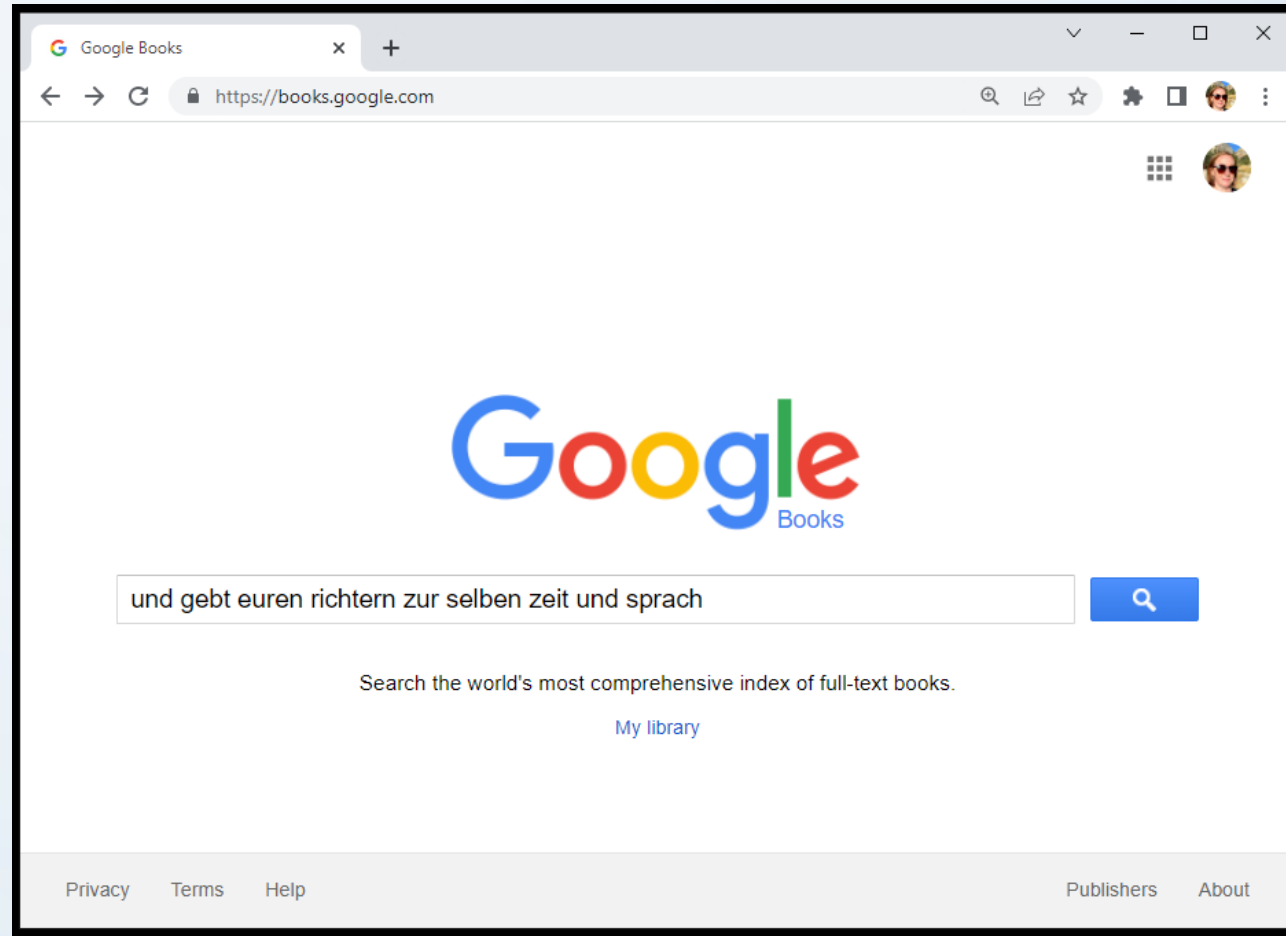 Google Books
https://books.google.com
Google
Books
und gebt euren richtern zur selben zeit und sprach
Search the world's most comprehensive index of full-text books.
My library
Privacy Terms Help Publishers About